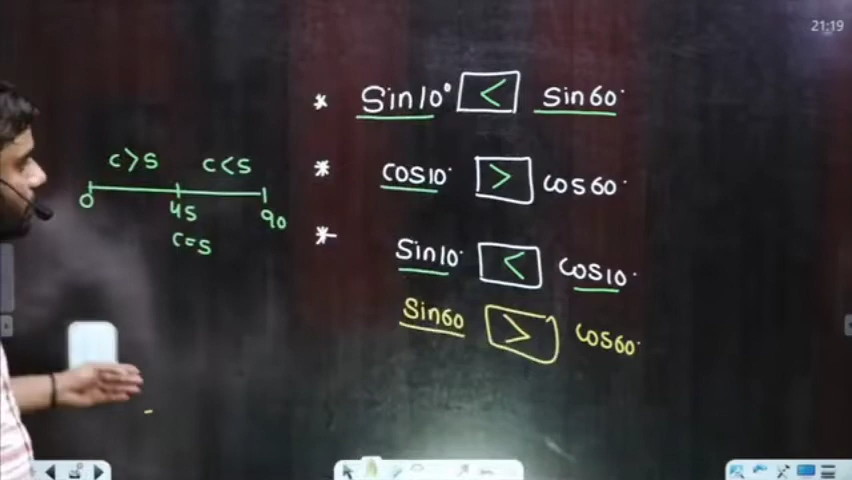 21:19
* Sin10° < Sin60°
c>s c<s
* cos10° > cos60°
0 45 90
c=s
* Sin10° < cos10°
Sin60 > cos60°